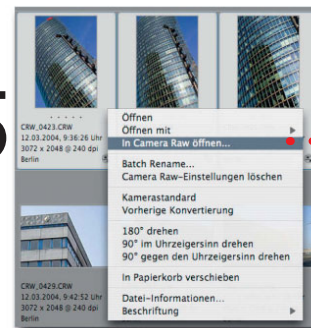 5
CRW_0423.CRW
12.03.2004, 9:36:26 Uhr
3072 x 2048 @ 240 dpi
Berlin
Öffnen
Öffnen mit
In Camera Raw öffnen...
Batch Rename...
Camera Raw-Einstellungen löschen
Kamerastandard
Vorherige Konvertierung
180° drehen
90° im Uhrzeigersinn drehen
90° gegen den Uhrzeigersinn drehen
In Papierkorb verschieben
Datei-Informationen...
Beschriftung
CRW_0429.CRW
12.03.2004, 9:42:52 Uhr
3072 x 2048 @ 240 dpi
Berlin